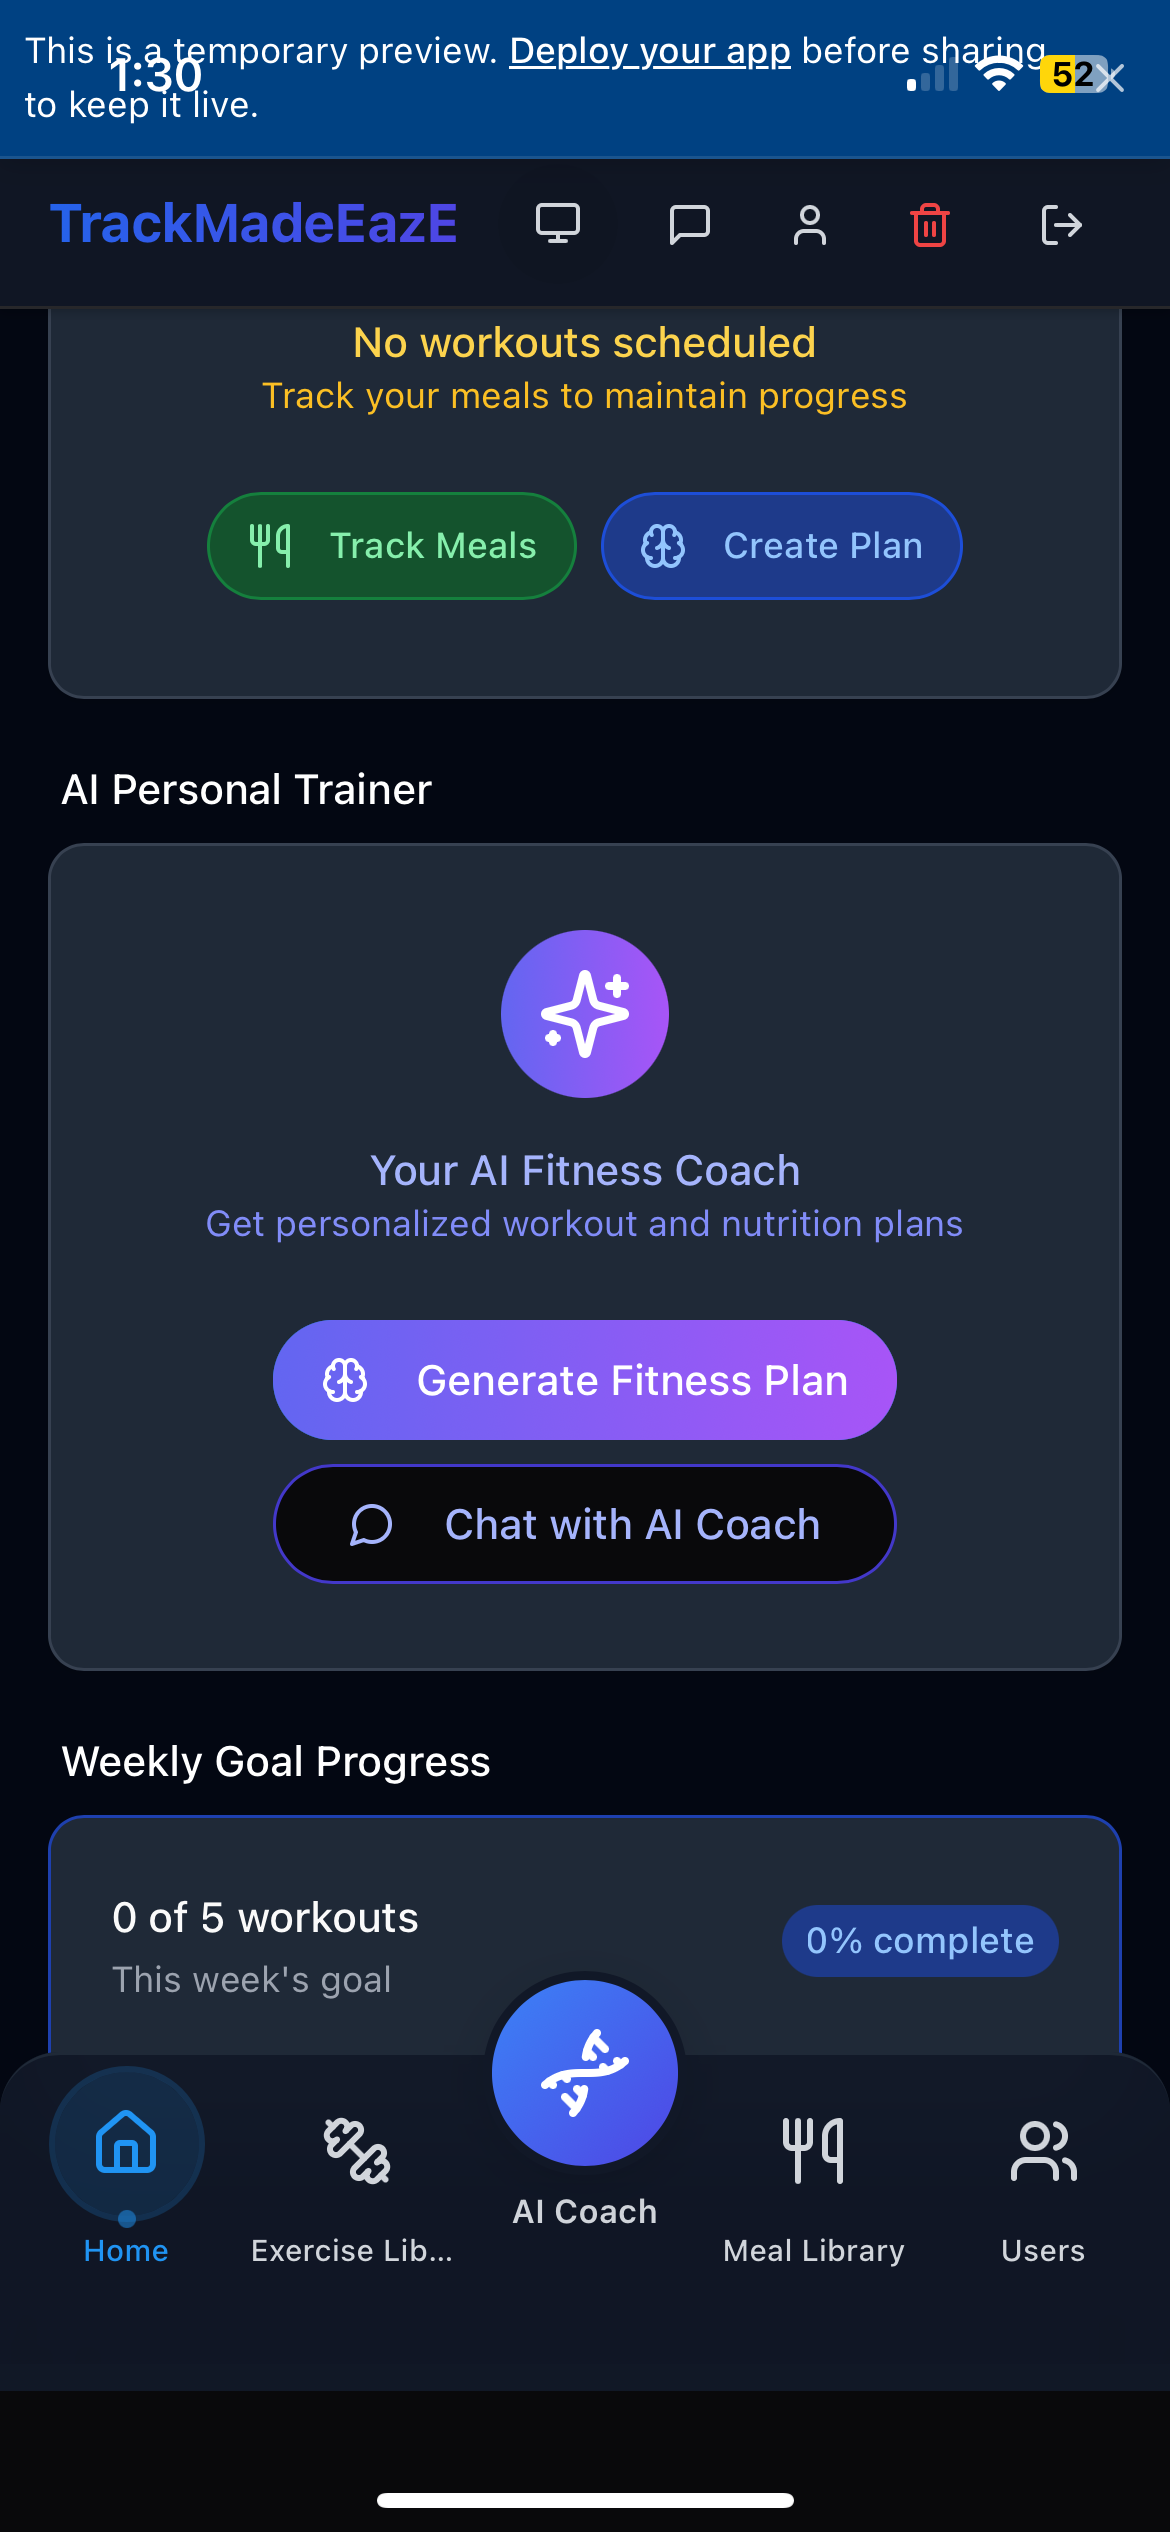 This is a temporary preview. Deploy your app before sharing
1:30
52
to keep it live.
TrackMadeEazE
No workouts scheduled
Track your meals to maintain progress
Track Meals
Create Plan
AI Personal Trainer
Your AI Fitness Coach
Get personalized workout and nutrition plans
Generate Fitness Plan
Chat with AI Coach
Weekly Goal Progress
0 of 5 workouts
0% complete
This week's goal
Home
Exercise Lib...
AI Coach
Meal Library
Users